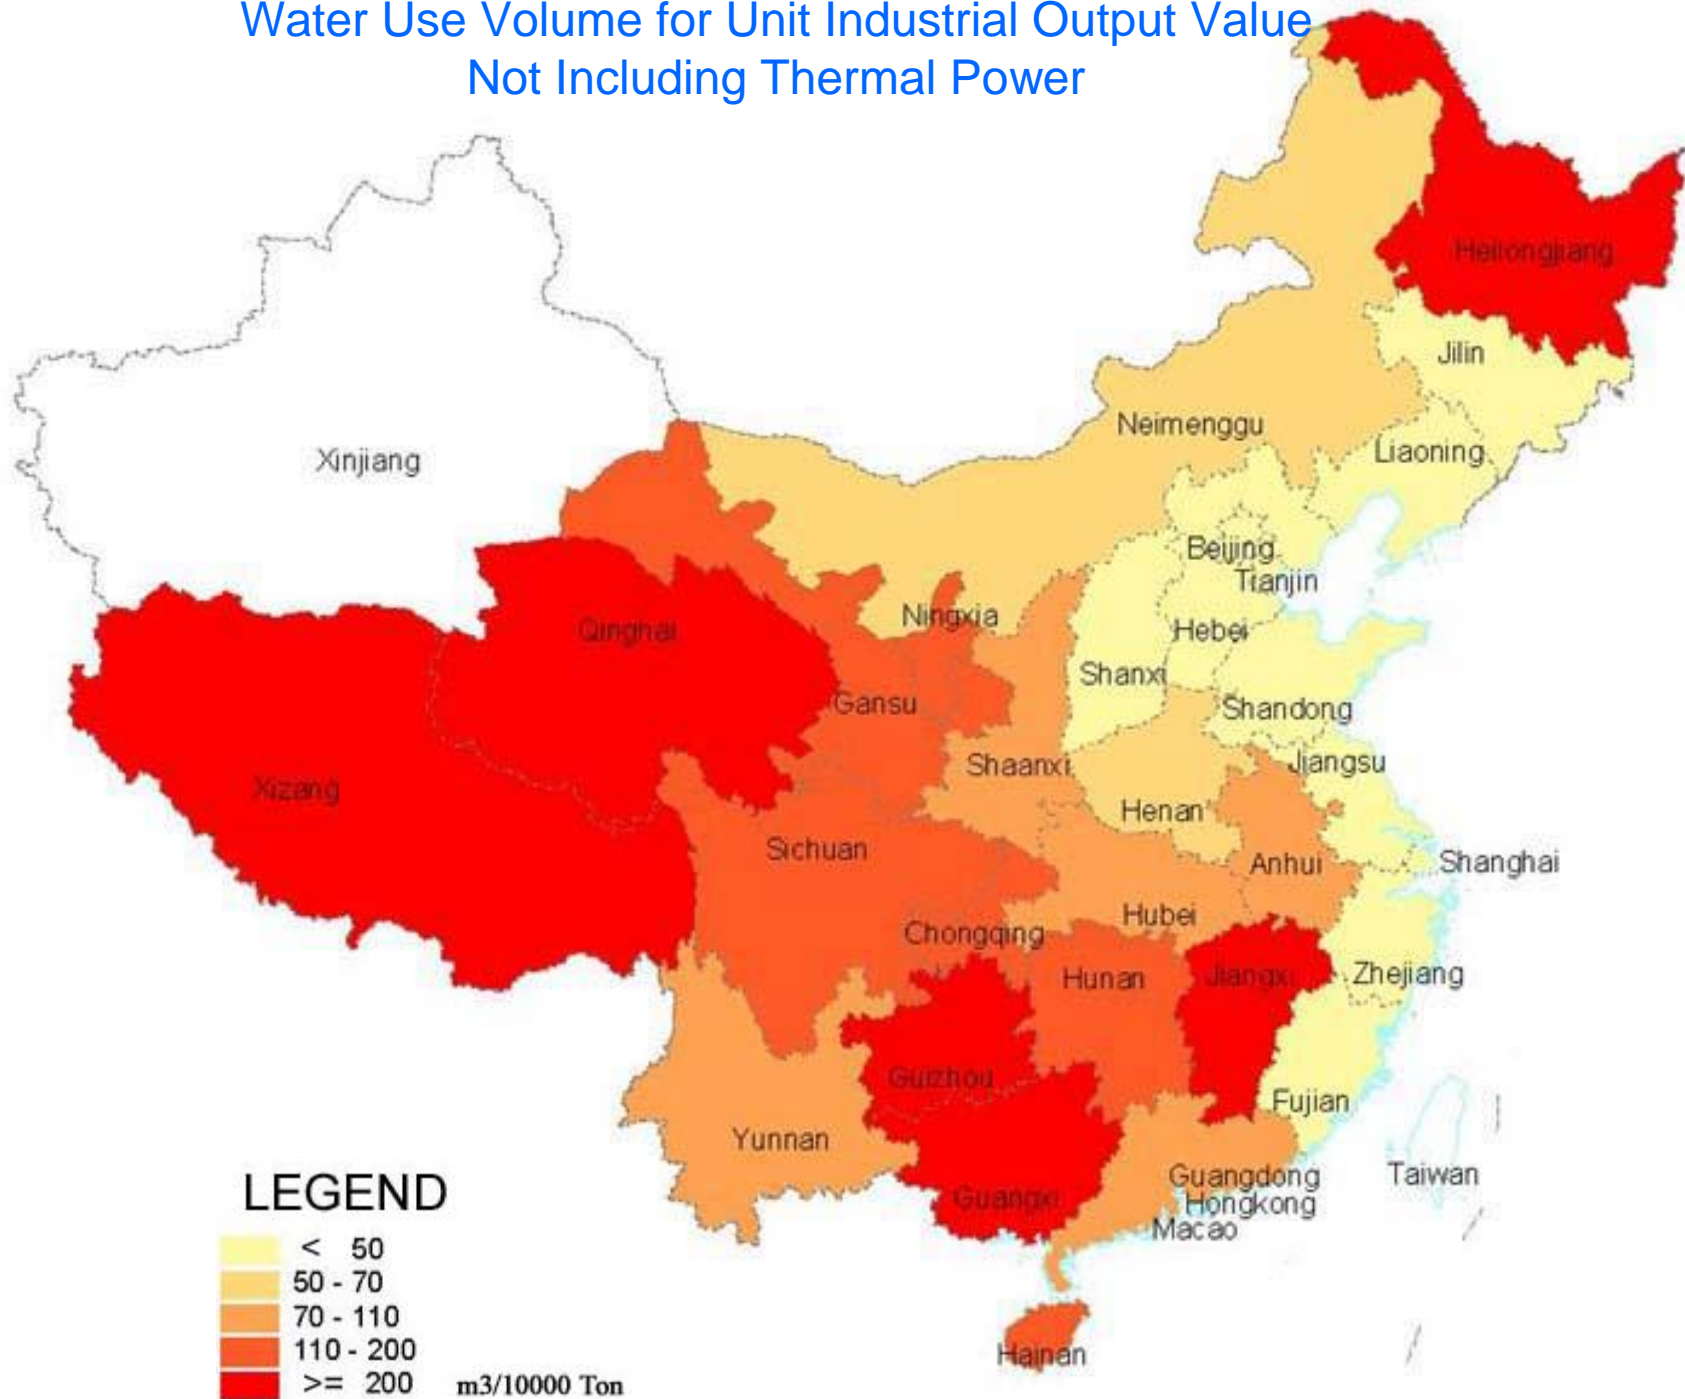 Water Use Volume for Unit Industrial Output Value
Not Including Thermal Power
Heilongjiang
Jilin
Neimenggu
Liaoning
Xinjiang
Beijing
Tianjin
Ningxia
Qinghai
Hebei
Shanxi
Gansu
Shandong
Shaanxi
Jiangsu
Xizang
Henan
Sichuan
Anhui
Shanghai
Hubei
Chongqing
Hunan
Jiangxi
Zhejiang
Guizhou
Fujian
Yunnan
Guangdong
Taiwan
Guangxi
Hongkong
Macao
Hainan
LEGEND
< 50
50 - 70
70 - 110
110 - 200
>= 200 m3/10000 Ton